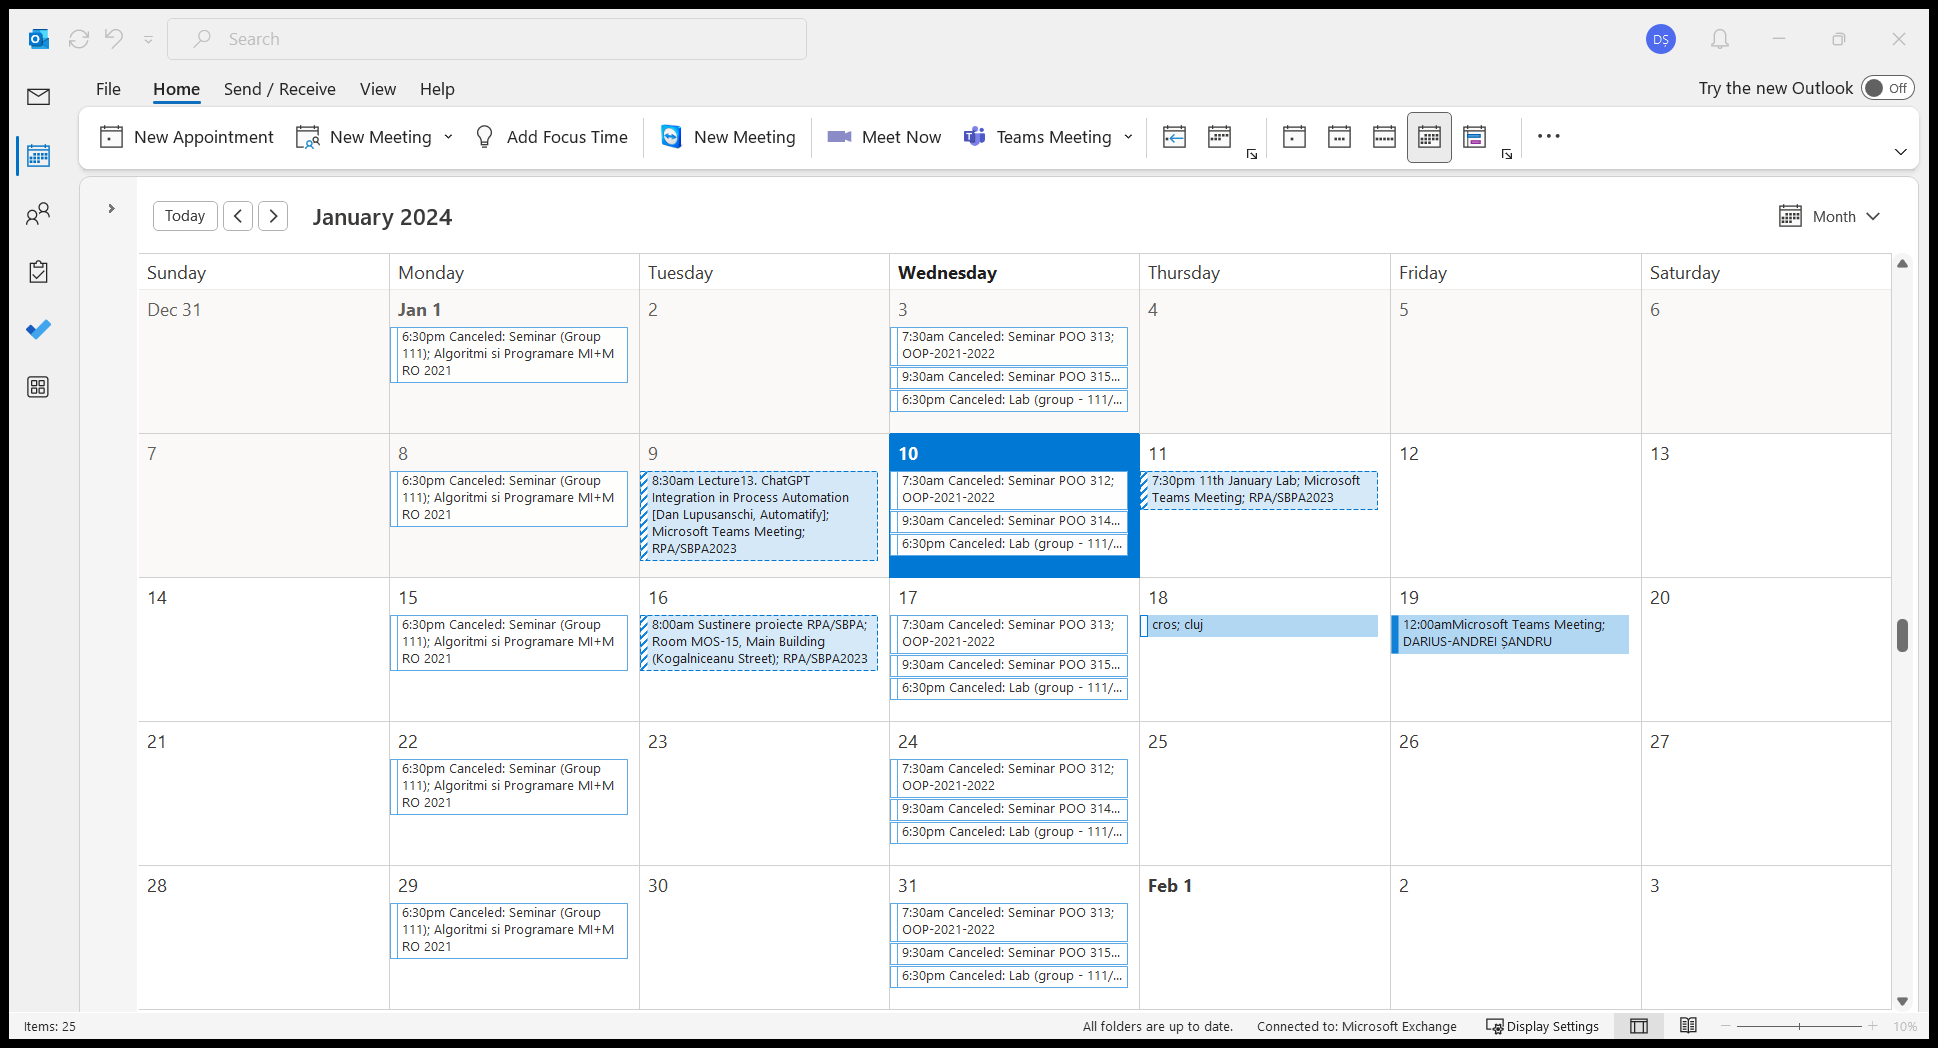 Search
DȘ
File Home Send / Receive View Help
Try the new Outlook Off
New Appointment New Meeting Add Focus Time New Meeting Meet Now Teams Meeting
Today January 2024 Month
Sunday Monday Tuesday Wednesday Thursday Friday Saturday
Dec 31 Jan 1 2 3 4 5 6
6:30pm Canceled: Seminar (Group
111); Algoritmi si Programare MI+M
RO 2021
7:30am Canceled: Seminar POO 313;
OOP-2021-2022
9:30am Canceled: Seminar POO 315...
6:30pm Canceled: Lab (group - 111/...
7 8 9 10 11 12 13
6:30pm Canceled: Seminar (Group
111); Algoritmi si Programare MI+M
RO 2021
8:30am Lecture13. ChatGPT
Integration in Process Automation
[Dan Lupusanschi, Automatify];
Microsoft Teams Meeting;
RPA/SBPA2023
7:30am Canceled: Seminar POO 312;
OOP-2021-2022
9:30am Canceled: Seminar POO 314...
6:30pm Canceled: Lab (group - 111/...
7:30pm 11th January Lab; Microsoft
Teams Meeting; RPA/SBPA2023
14 15 16 17 18 19 20
6:30pm Canceled: Seminar (Group
111); Algoritmi si Programare MI+M
RO 2021
8:00am Sustinere proiecte RPA/SBPA;
Room MOS-15, Main Building
(Kogalniceanu Street); RPA/SBPA2023
7:30am Canceled: Seminar POO 313;
OOP-2021-2022
9:30am Canceled: Seminar POO 315...
6:30pm Canceled: Lab (group - 111/...
cros; cluj
12:00amMicrosoft Teams Meeting;
DARIUS-ANDREI ȘANDRU
21 22 23 24 25 26 27
6:30pm Canceled: Seminar (Group
111); Algoritmi si Programare MI+M
RO 2021
7:30am Canceled: Seminar POO 312;
OOP-2021-2022
9:30am Canceled: Seminar POO 314...
6:30pm Canceled: Lab (group - 111/...
28 29 30 31 Feb 1 2 3
6:30pm Canceled: Seminar (Group
111); Algoritmi si Programare MI+M
RO 2021
7:30am Canceled: Seminar POO 313;
OOP-2021-2022
9:30am Canceled: Seminar POO 315...
6:30pm Canceled: Lab (group - 111/...
Items: 25 All folders are up to date. Connected to: Microsoft Exchange Display Settings 10%